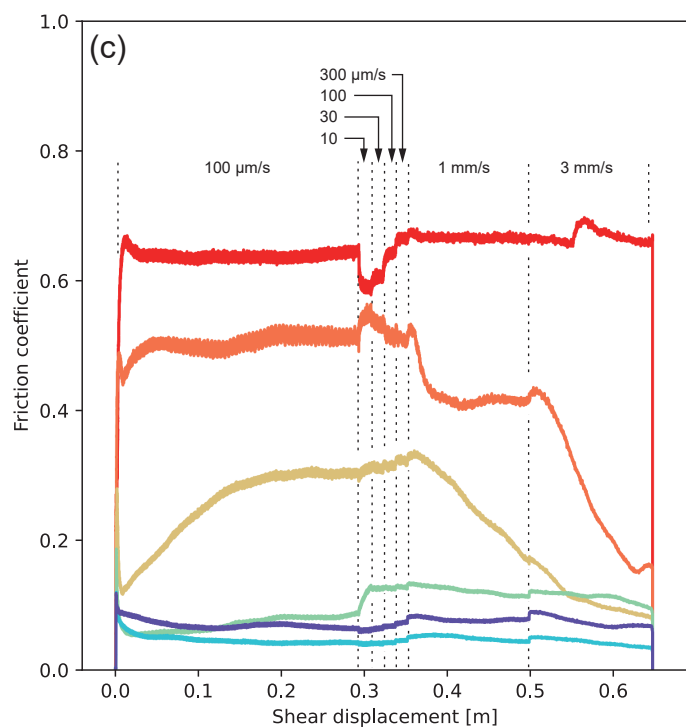 (c)
300 μm/s
100
30
10
100 μm/s
1 mm/s
3 mm/s
1.0
0.8
0.6
0.4
0.2
0.0
Friction coefficient
0.0 0.1 0.2 0.3 0.4 0.5 0.6
Shear displacement [m]